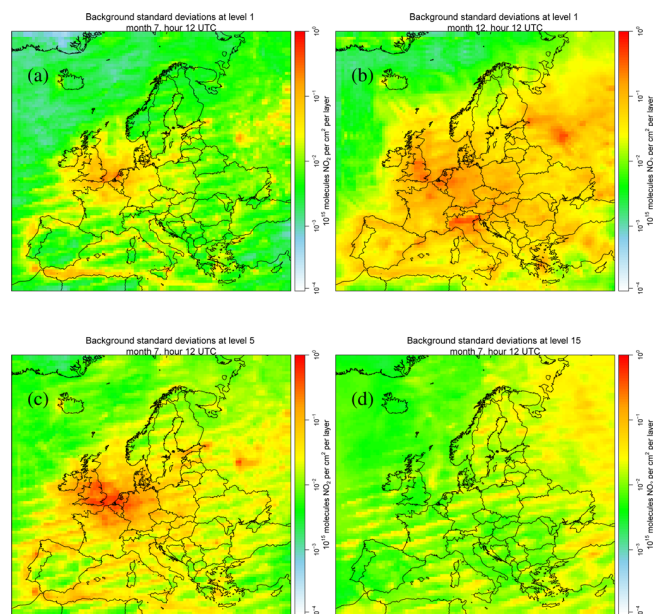 Background standard deviations at level 1
month 7, hour 12 UTC
(a)
10⁰
10⁻¹
10⁻²
10⁻³
10⁻⁴
10¹⁵ molecules NO₂ per cm² per layer
Background standard deviations at level 1
month 12, hour 12 UTC
(b)
10⁰
10⁻¹
10⁻²
10⁻³
10⁻⁴
10¹⁵ molecules NO₂ per cm² per layer
Background standard deviations at level 5
month 7, hour 12 UTC
(c)
10⁰
10⁻¹
10⁻²
10⁻³
10⁻⁴
10¹⁵ molecules NO₂ per cm² per layer
Background standard deviations at level 15
month 7, hour 12 UTC
(d)
10⁰
10⁻¹
10⁻²
10⁻³
10⁻⁴
10¹⁵ molecules NO₂ per cm² per layer